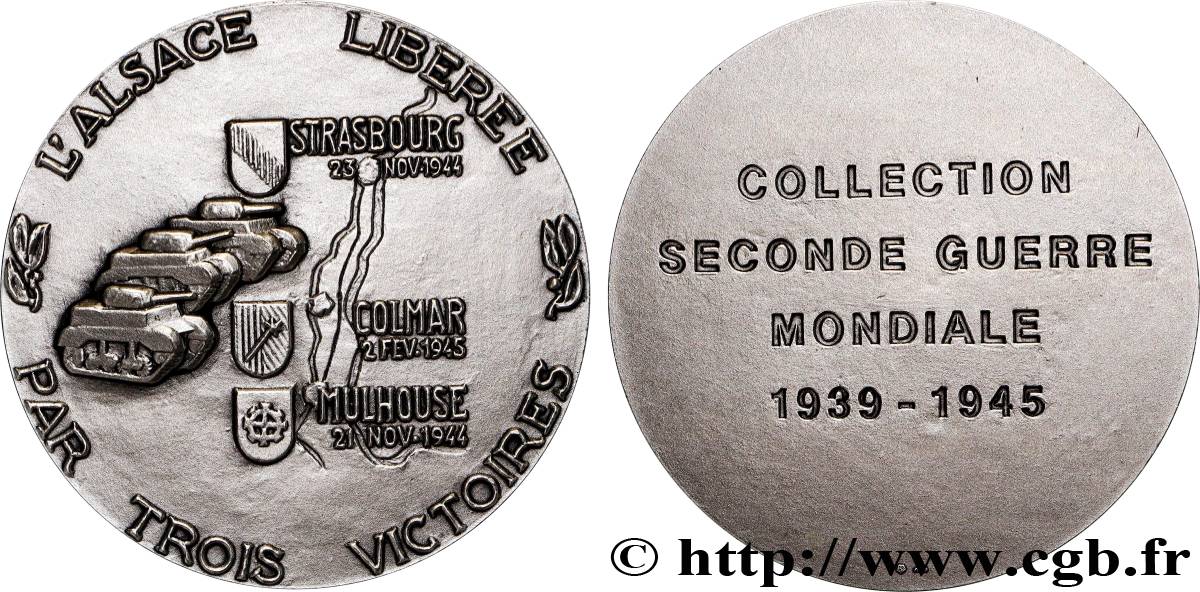 L'ALSACE LIBEREE
PAR TROIS VICTOIRES
STRASBOURG
23 NOV•1944
COLMAR
2 FEV•1945
MULHOUSE
21 NOV•1944
COLLECTION
SECONDE GUERRE
MONDIALE
1939 - 1945
© http://www.cgb.fr